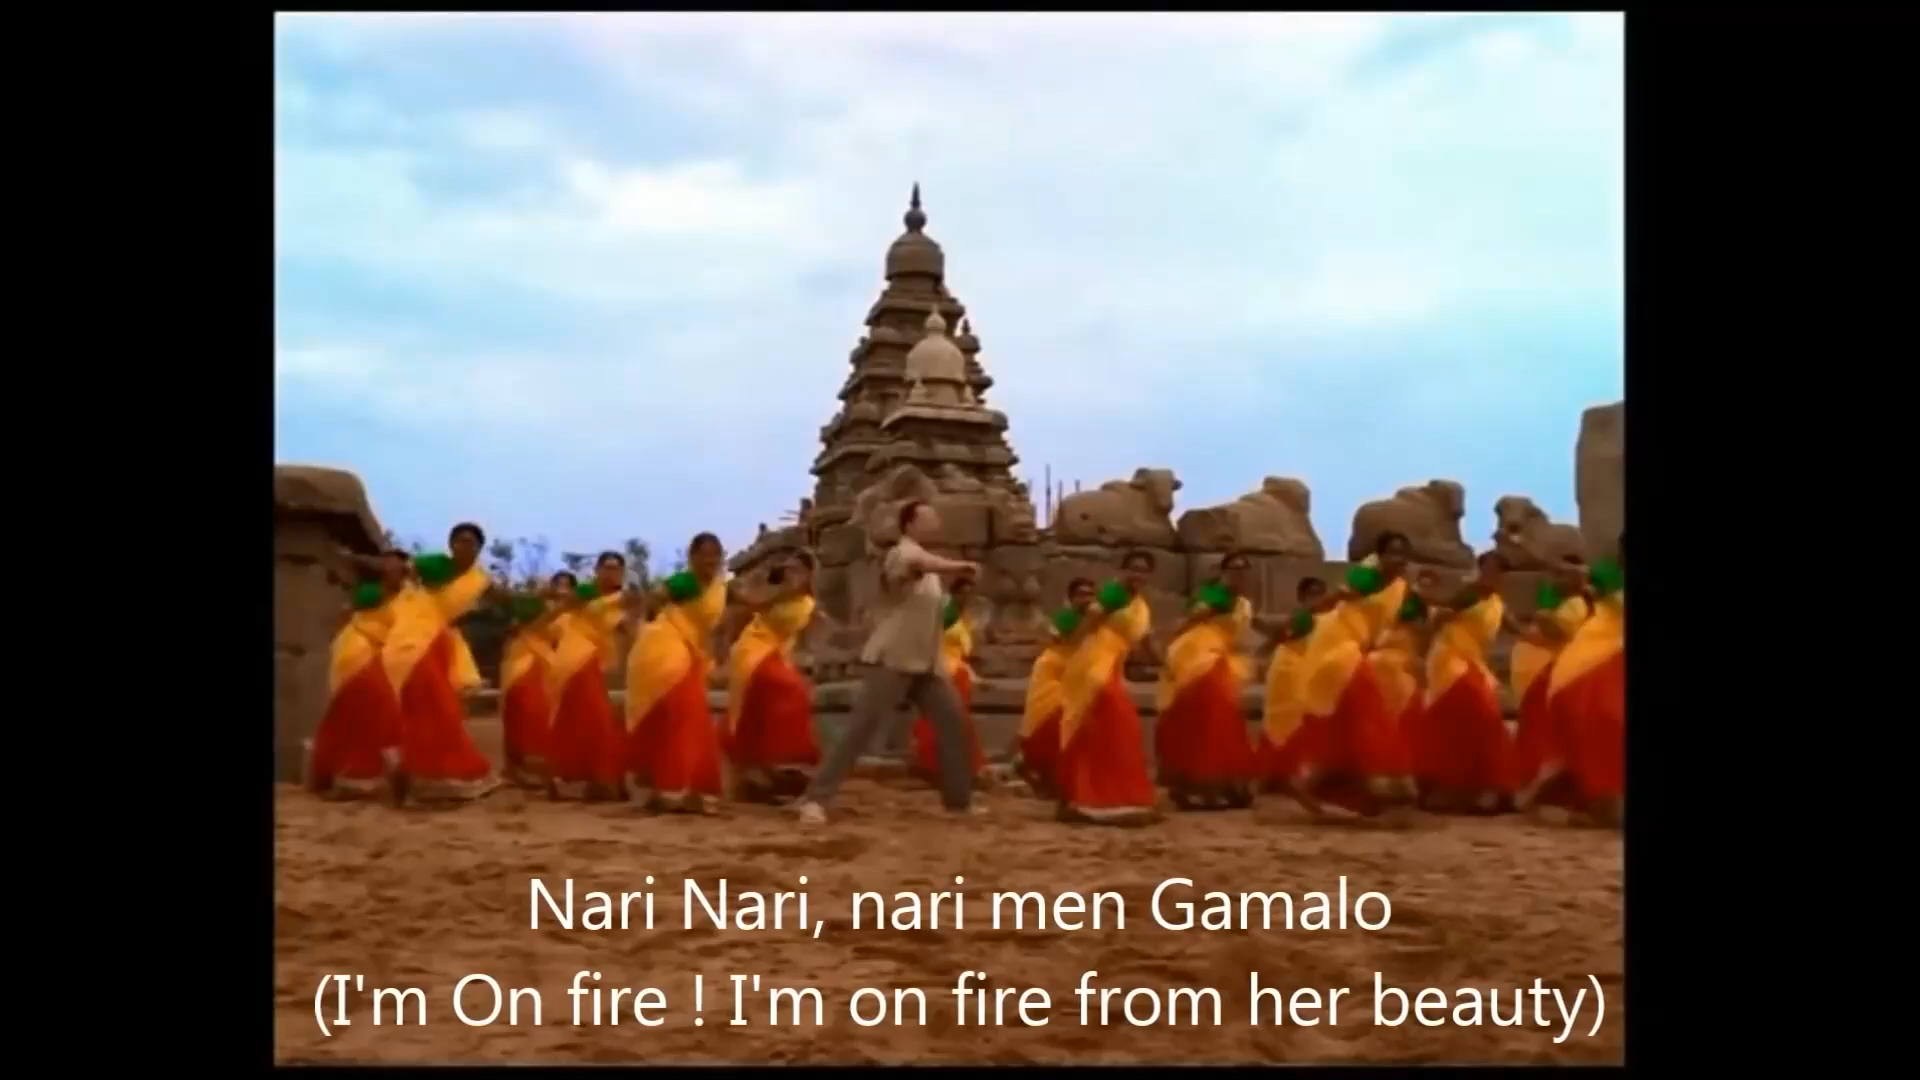 Nari Nari, nari men Gamalo
(I'm On fire ! I'm on fire from her beauty)